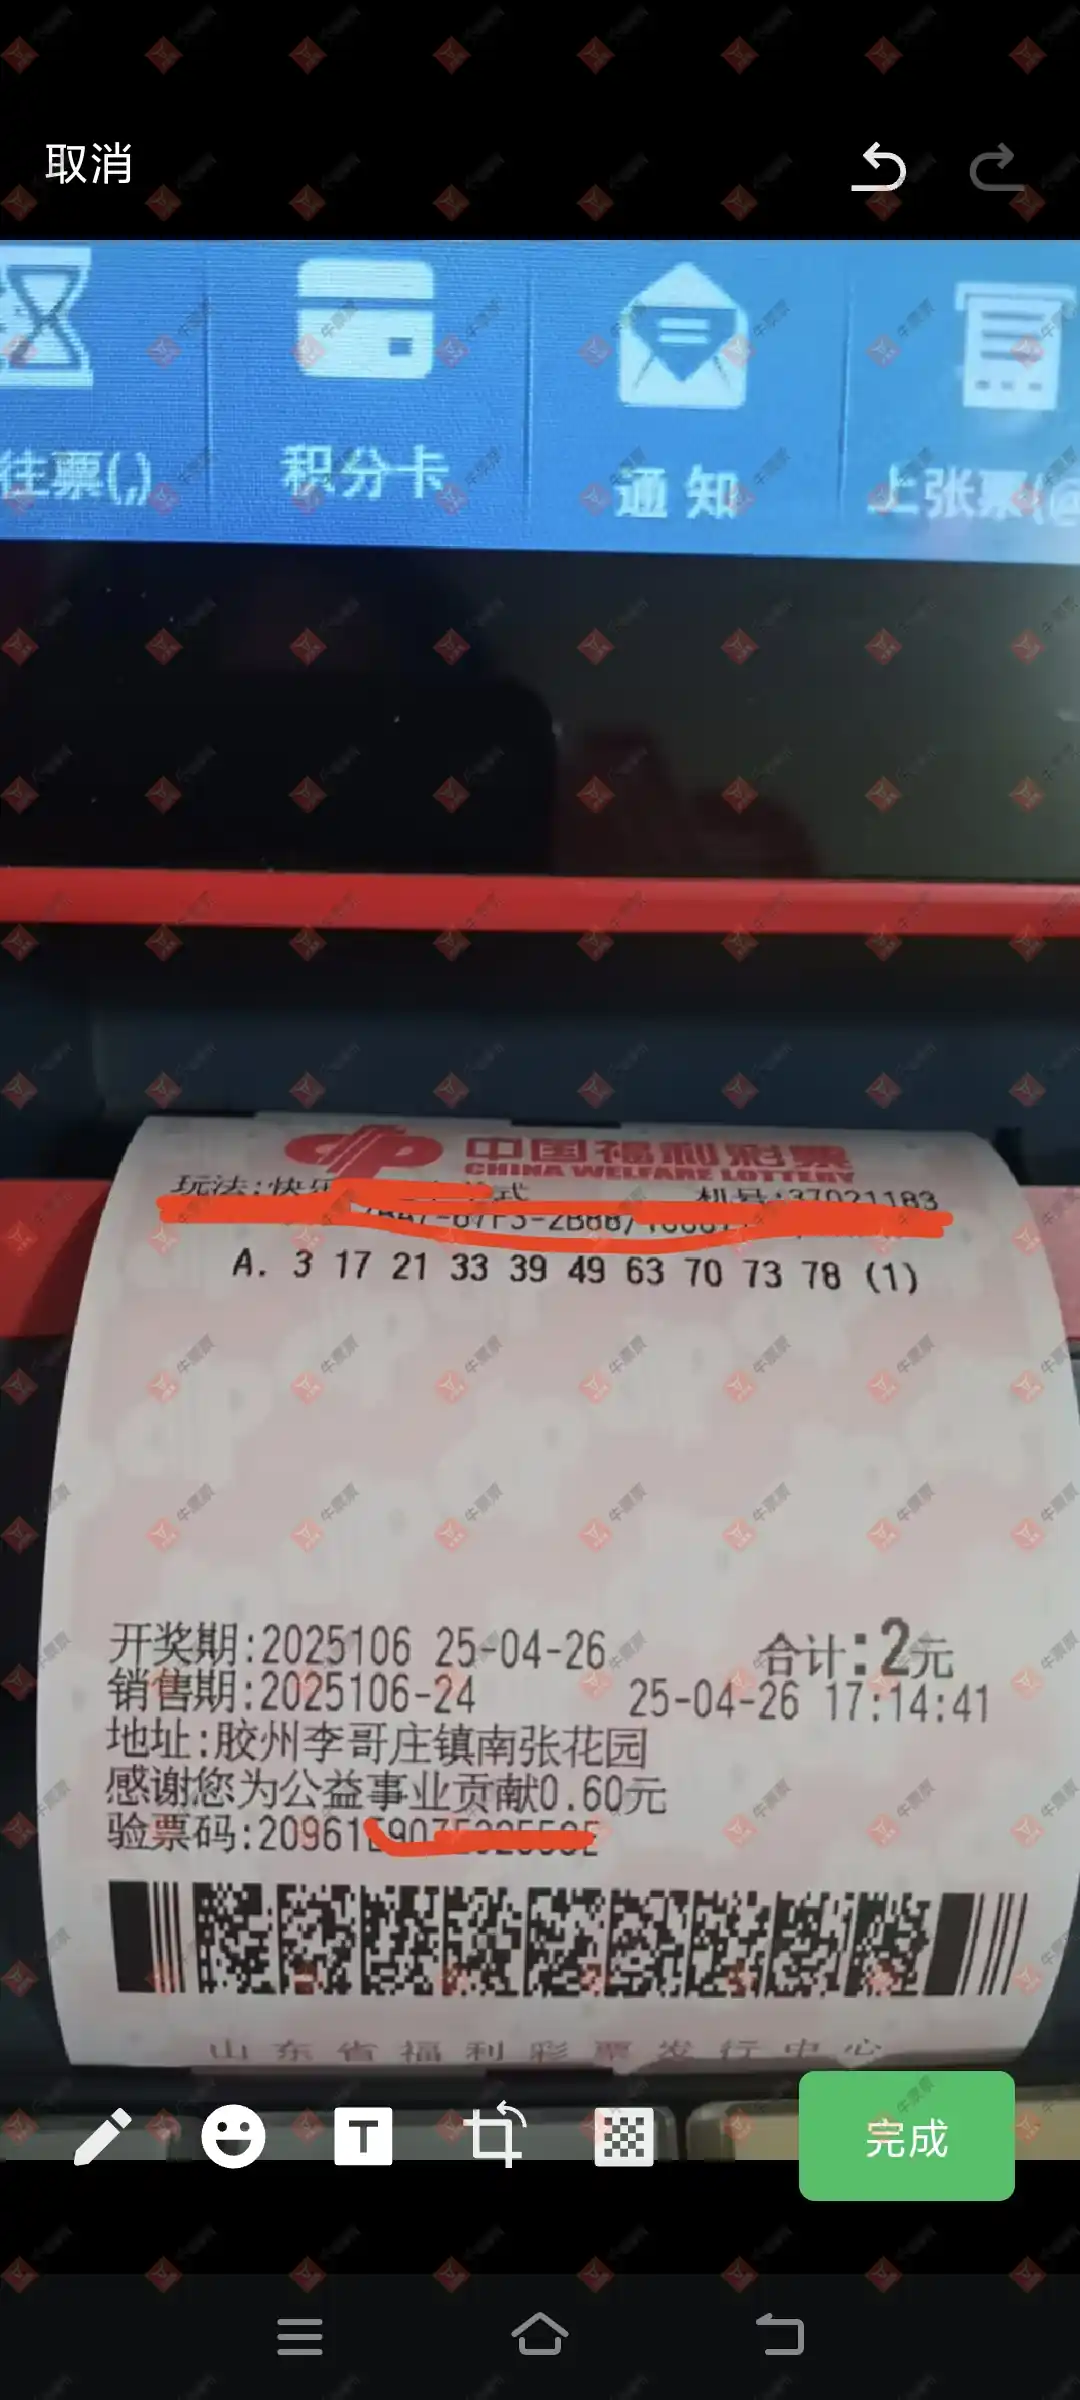 取消
往票(,)
积分卡
通 知
上张票(@
中国福利彩票
CHINA WELFARE LOTTERY
玩法:快乐 式 机号:37021183
A. 3 17 21 33 39 49 63 70 73 78 (1)
开奖期:2025106 25-04-26 合计:2元
销售期:2025106-24 25-04-26 17:14:41
地址:胶州李哥庄镇南张花园
感谢您为公益事业贡献0.60元
验票码:20961
山东省福利彩票发行中心
T
完成
牛票票